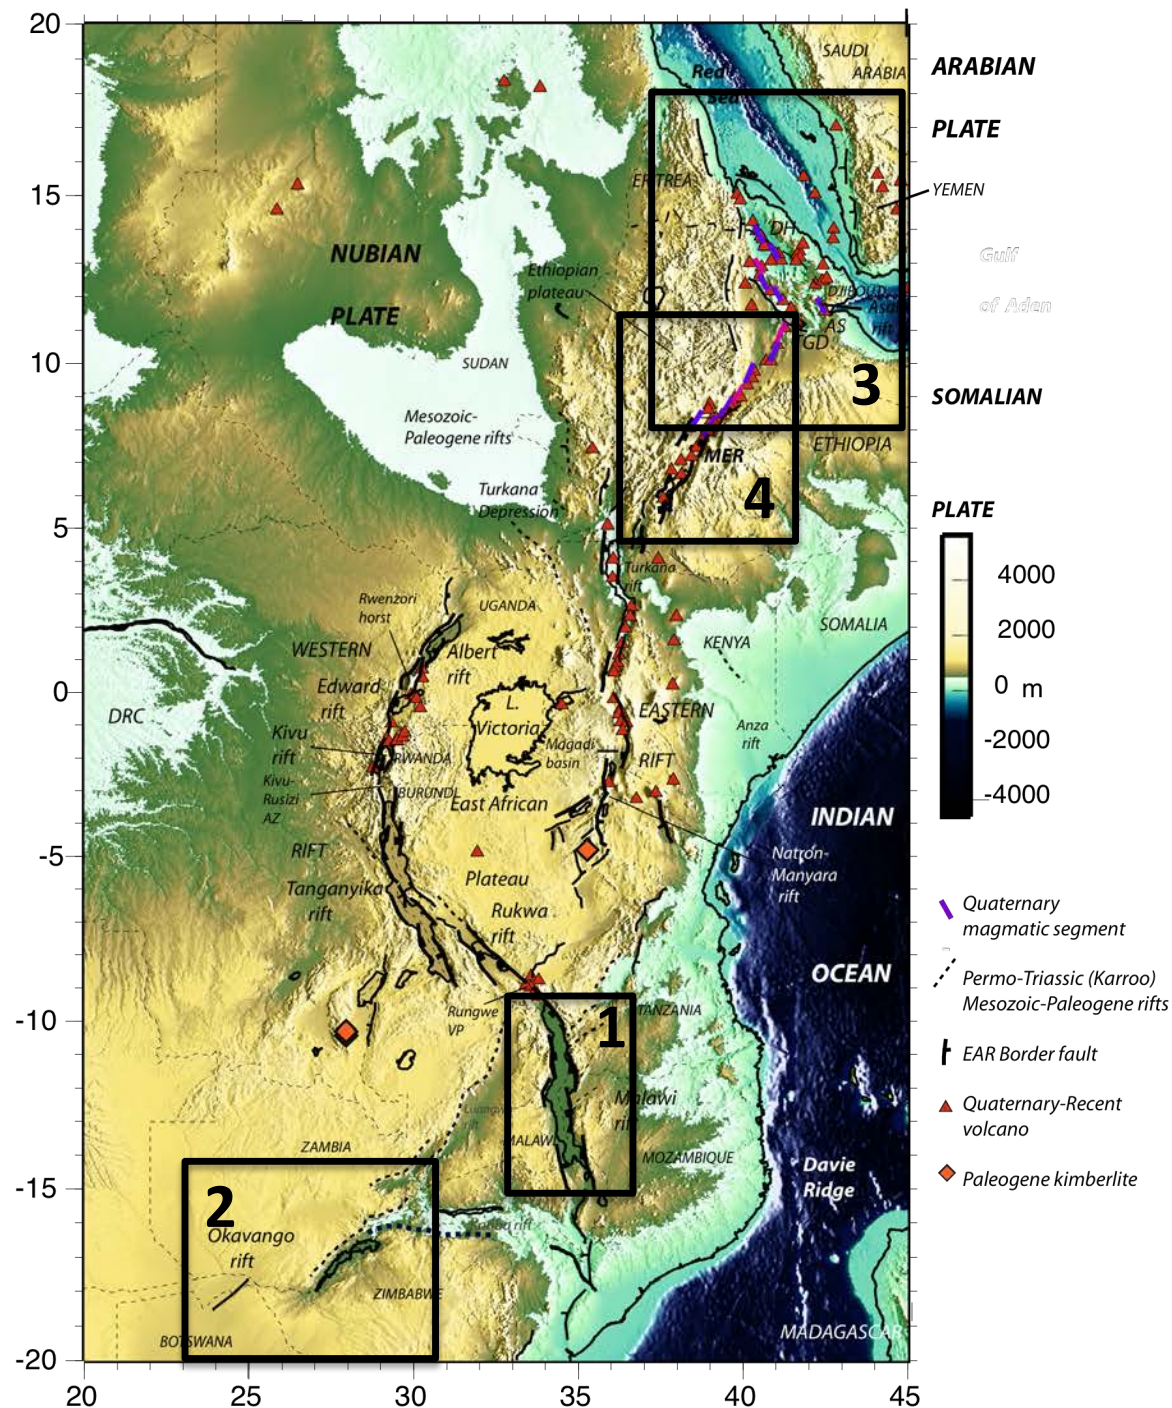 20
15
10
5
0
-5
-10
-15
-20
20
25
30
35
40
45
Red
Sea
SAUDI
ARABIA
ERITREA
NUBIAN
PLATE
Ethiopian
plateau
DH
DJIBOUTI
Asal
rift
AS
GD
SUDAN
3
Mesozoic-
Paleogene rifts
MER
ETHIOPIA
4
Turkana
Depression
Turkana
rift
Rwenzori
horst
UGANDA
WESTERN
Albert
rift
KENYA
SOMALIA
Edward
rift
L.
Victoria
EASTERN
DRC
Kivu
rift
Magadi
basin
Anza
rift
RWANDA
RIFT
Kivu-
Rusizi
AZ
BURUNDI
East African
INDIAN
RIFT
Natron-
Manyara
rift
Plateau
Tanganyika
rift
Rukwa
rift
OCEAN
Rungwe
VP
1
TANZANIA
Malawi
rift
Luangwa
rift
ZAMBIA
MALAWI
MOZAMBIQUE
Davie
Ridge
2
Okavango
rift
rift
ZIMBABWE
BOTSWANA
MADAGASCAR
ARABIAN
PLATE
YEMEN
Gulf
of Aden
SOMALIAN
PLATE
4000
2000
0 m
-2000
-4000
Quaternary
magmatic segment
Permo-Triassic (Karroo)
Mesozoic-Paleogene rifts
EAR Border fault
Quaternary-Recent
volcano
Paleogene kimberlite